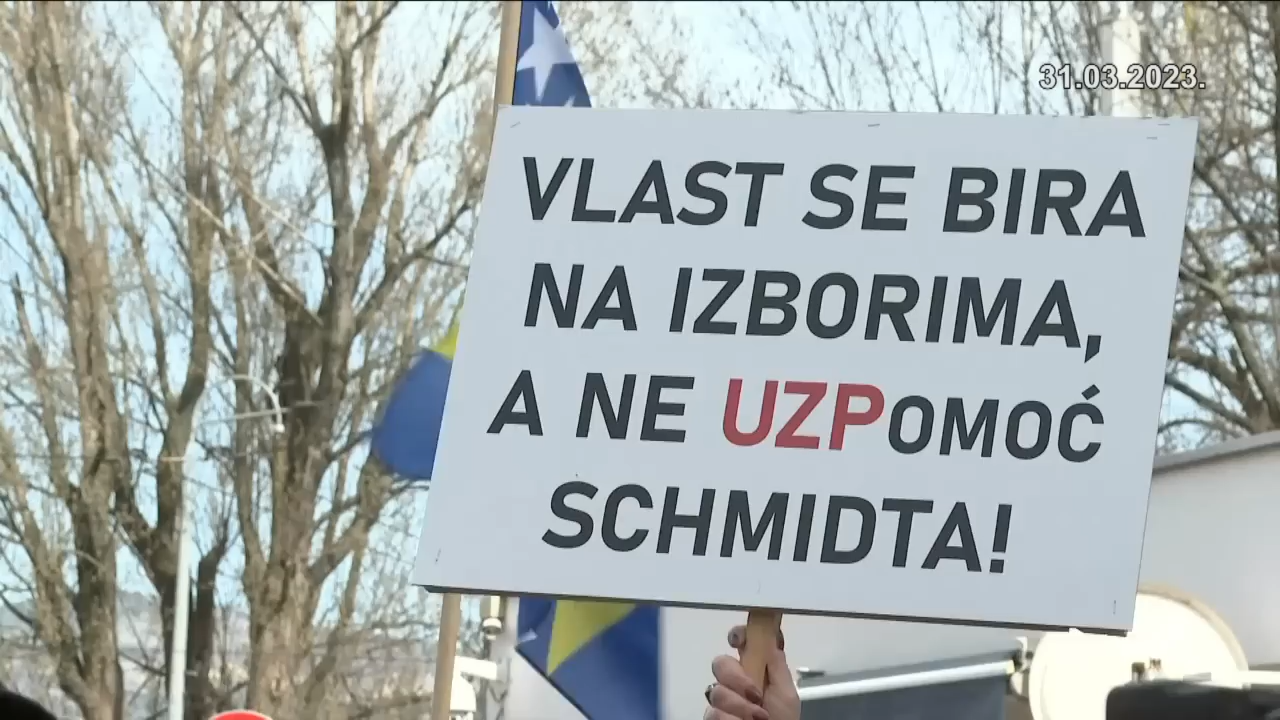 31.03.2023.
VLAST SE BIRA
NA IZBORIMA,
A NE UZPOMOĆ
SCHMIDTA!